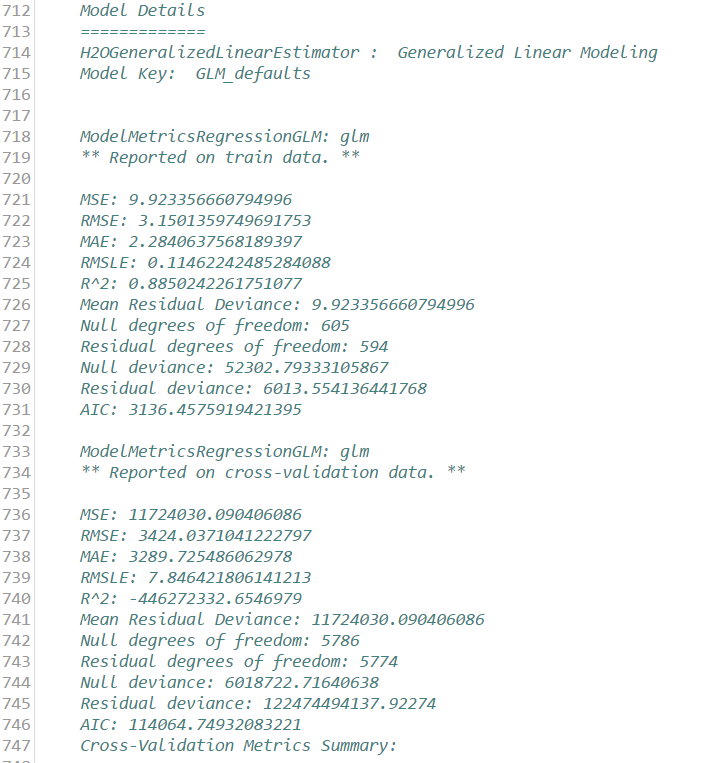 712 Model Details
713 =============
714 H2OGeneralizedLinearEstimator :  Generalized Linear Modeling
715 Model Key:  GLM_defaults
716
717
718 ModelMetricsRegressionGLM: glm
719 ** Reported on train data. **
720
721 MSE: 9.923356660794996
722 RMSE: 3.1501359749691753
723 MAE: 2.2840637568189397
724 RMSLE: 0.11462242485284088
725 R^2: 0.8850242261751077
726 Mean Residual Deviance: 9.923356660794996
727 Null degrees of freedom: 605
728 Residual degrees of freedom: 594
729 Null deviance: 52302.79333105867
730 Residual deviance: 6013.554136441768
731 AIC: 3136.4575919421395
732
733 ModelMetricsRegressionGLM: glm
734 ** Reported on cross-validation data. **
735
736 MSE: 11724030.090406086
737 RMSE: 3424.0371041222797
738 MAE: 3289.725486062978
739 RMSLE: 7.846421806141213
740 R^2: -446272332.6546979
741 Mean Residual Deviance: 11724030.090406086
742 Null degrees of freedom: 5786
743 Residual degrees of freedom: 5774
744 Null deviance: 6018722.71640638
745 Residual deviance: 122474494137.92274
746 AIC: 114064.74932083221
747 Cross-Validation Metrics Summary: